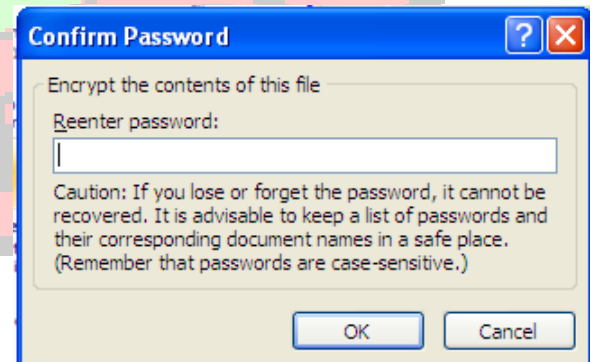 Confirm Password
Encrypt the contents of this file
Reenter password:
Caution: If you lose or forget the password, it cannot be
recovered. It is advisable to keep a list of passwords and
their corresponding document names in a safe place.
(Remember that passwords are case-sensitive.)
OK Cancel